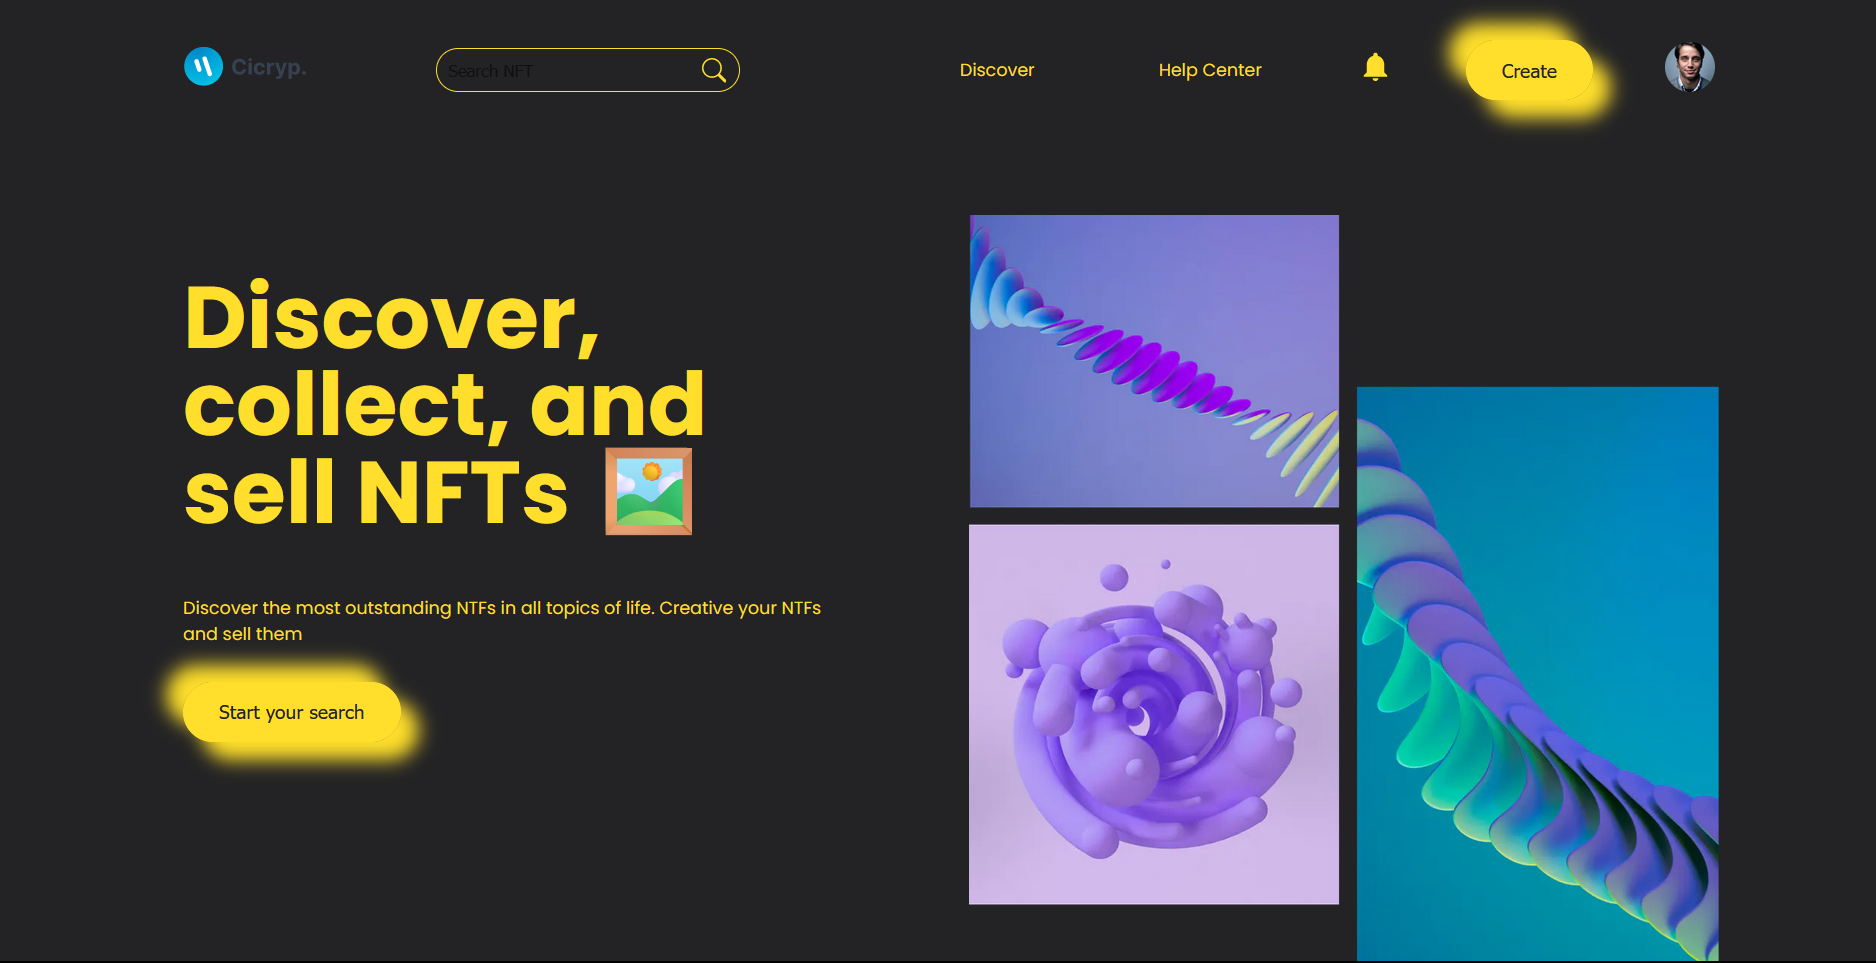 Cicryp.
Search NFT
Discover
Help Center
Create
Discover,
collect, and
sell NFTs
Discover the most outstanding NTFs in all topics of life. Creative your NTFs
and sell them
Start your search